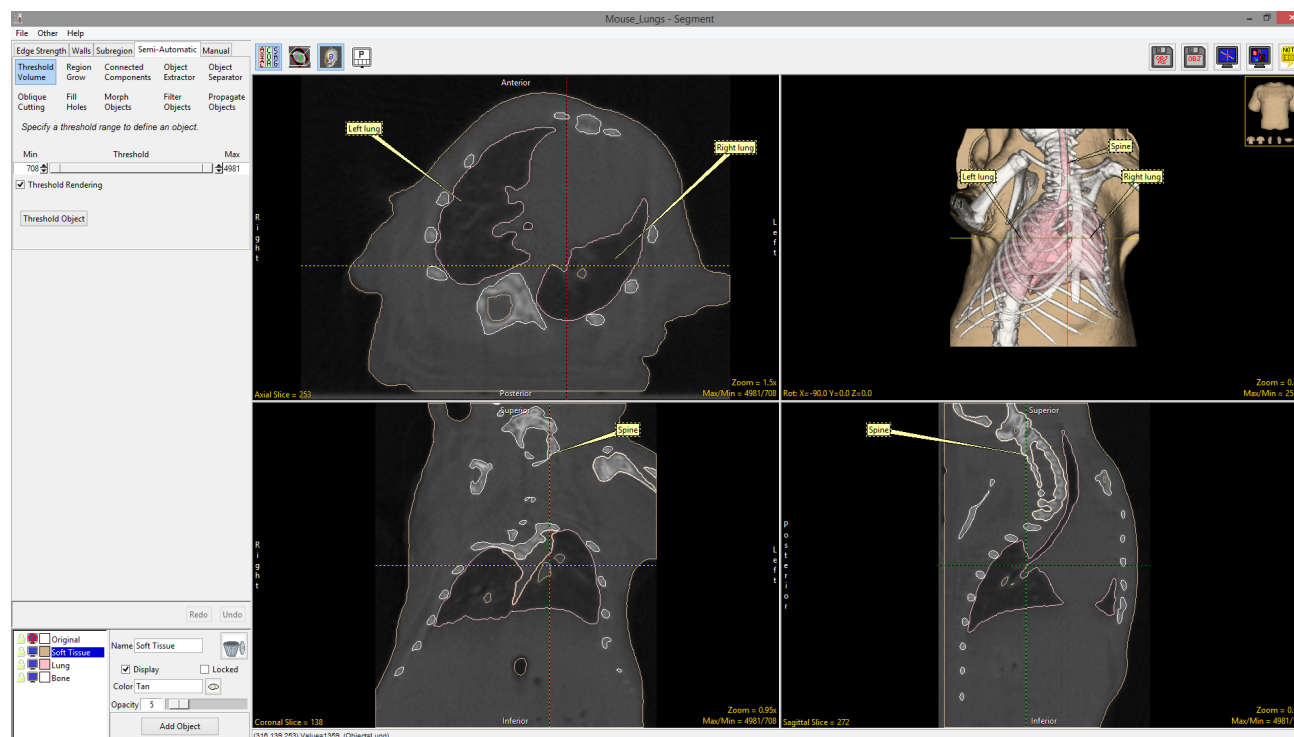 Mouse_Lungs - Segment
File Other Help
Edge Strength Walls Subregion Semi-Automatic Manual
Threshold Volume Region Grow Connected Components Object Extractor Object Separator
Oblique Cutting Fill Holes Morph Objects Filter Objects Propagate Objects
Specify a threshold range to define an object.
Min Threshold Max
708 4981
Threshold Rendering
Threshold Object
Redo Undo
Original
Soft Tissue
Lung
Bone
Name Soft Tissue
Display Locked
Color Tan
Opacity 5
Add Object
P
OBJ
OBJ
NOT
Anterior
Left lung
Right lung
Right
Left
Axial Slice = 253
Posterior
Zoom = 1.5x
Max/Min = 4981/708
Spine
Left lung
Right lung
Rot: X=-90.0 Y=0.0 Z=0.0
Zoom = 0.
Max/Min = 25
Superior
Spine
Right
Left
Coronal Slice = 138
Inferior
Zoom = 0.95x
Max/Min = 4981/708
Superior
Spine
Posterior
Sagittal Slice = 272
Inferior
Max/Min = 4981/